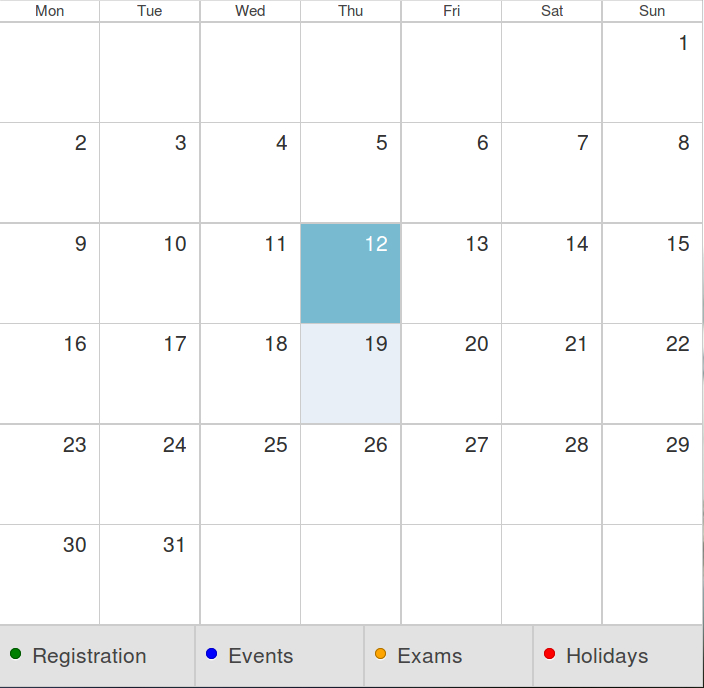 Mon Tue Wed Thu Fri Sat Sun
1
2 3 4 5 6 7 8
9 10 11 12 13 14 15
16 17 18 19 20 21 22
23 24 25 26 27 28 29
30 31
Registration Events Exams Holidays